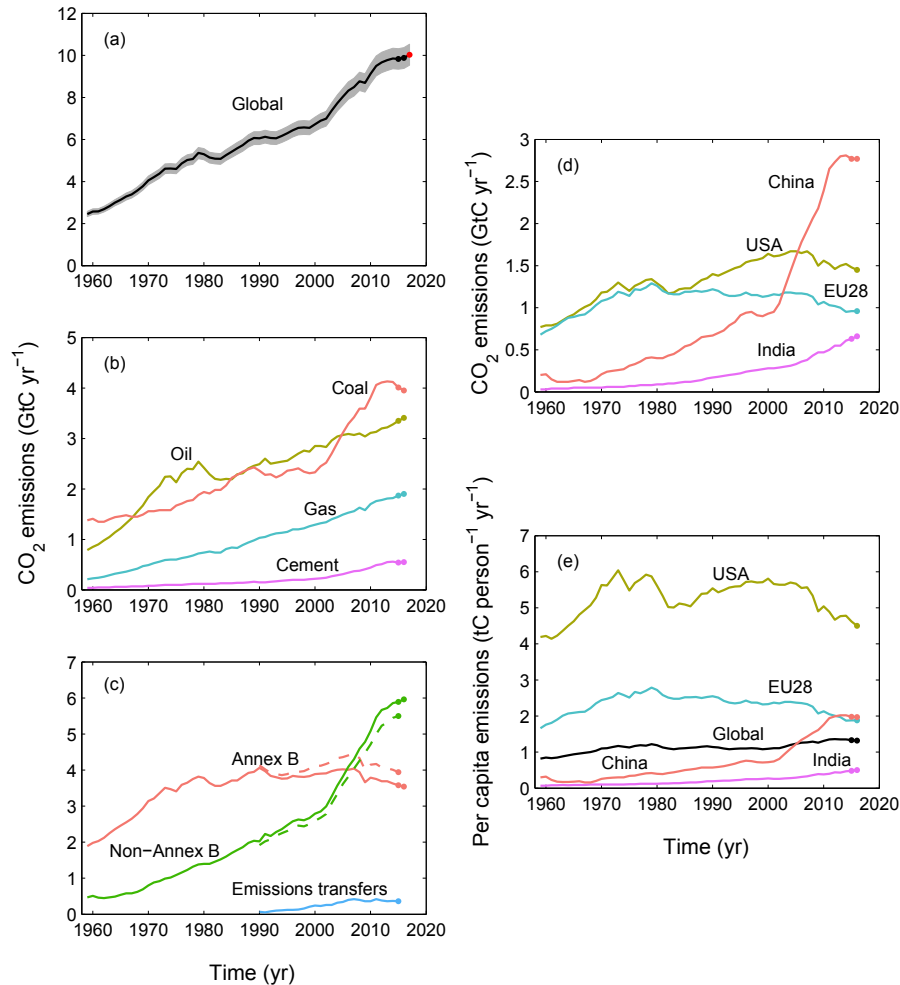 (a)
Global
12
10
8
6
4
2
0
1960 1970 1980 1990 2000 2010 2020
(b)
Coal
Oil
Gas
Cement
5
4
3
2
1
0
1960 1970 1980 1990 2000 2010 2020
CO₂ emissions (GtC yr⁻¹)
(c)
Annex B
Non−Annex B
Emissions transfers
7
6
5
4
3
2
1
0
1960 1970 1980 1990 2000 2010 2020
Time (yr)
(d)
China
USA
EU28
India
3
2.5
2
1.5
1
0.5
0
1960 1970 1980 1990 2000 2010 2020
CO₂ emissions (GtC yr⁻¹)
(e)
USA
EU28
Global
China
India
7
6
5
4
3
2
1
0
1960 1970 1980 1990 2000 2010 2020
Per capita emissions (tC person⁻¹ yr⁻¹)
Time (yr)